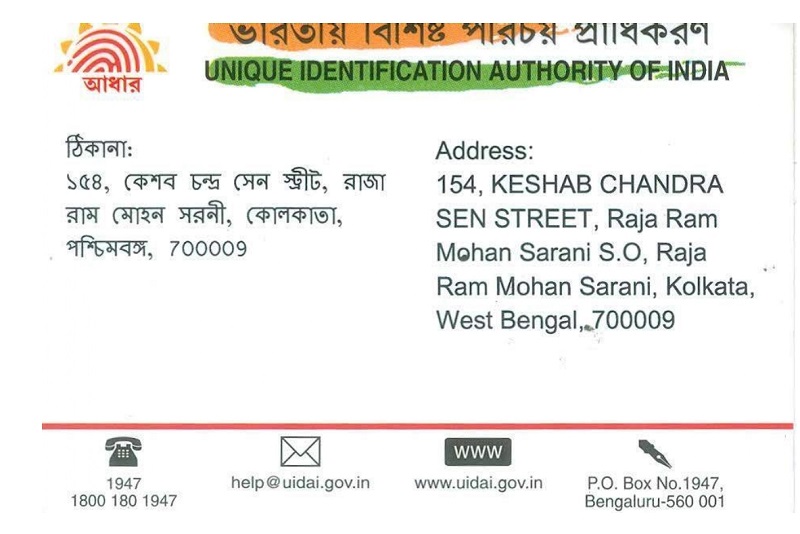 ভারতীয় বিশিষ্ট পরিচয় প্রাধিকরণ
আধার
UNIQUE IDENTIFICATION AUTHORITY OF INDIA
ঠিকানা:
১৫৪, কেশব চন্দ্র সেন স্ট্রীট, রাজা
রাম মোহন সরনী, কোলকাতা,
পশ্চিমবঙ্গ, 700009
Address:
154, KESHAB CHANDRA
SEN STREET, Raja Ram
Mohan Sarani S.O, Raja
Ram Mohan Sarani, Kolkata,
West Bengal, 700009
1947
1800 180 1947
help@uidai.gov.in
WWW
www.uidai.gov.in
P.O. Box No.1947,
Bengaluru-560 001